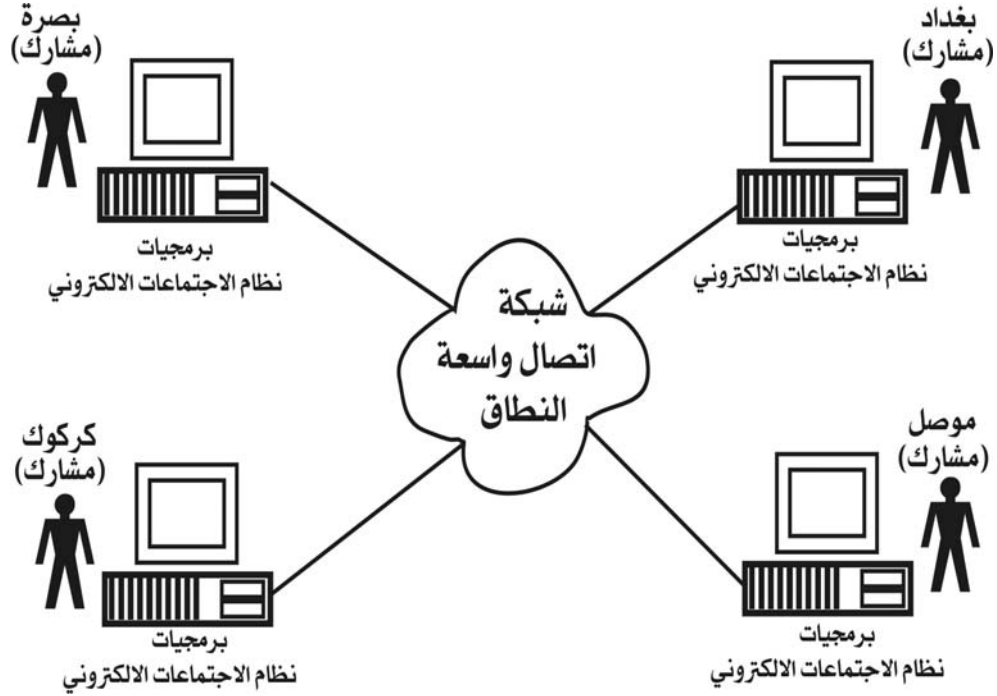 بغداد
(مشارك)
برمجيات
نظام الاجتماعات الالكتروني
بصرة
(مشارك)
برمجيات
نظام الاجتماعات الالكتروني
شبكة
اتصال واسعة
النطاق
موصل
(مشارك)
برمجيات
نظام الاجتماعات الالكتروني
كركوك
(مشارك)
برمجيات
نظام الاجتماعات الالكتروني